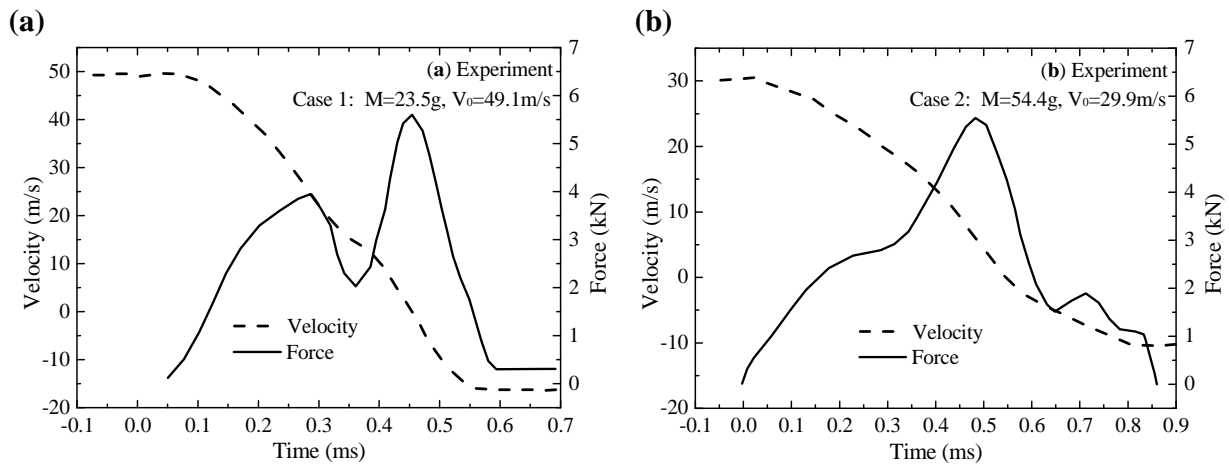 (a)
(a) Experiment
Case 1: M=23.5g, V₀=49.1m/s
50
40
30
20
10
0
-10
-20
Velocity (m/s)
7
6
5
4
3
2
1
0
Force (kN)
Velocity
Force
-0.1 0.0 0.1 0.2 0.3 0.4 0.5 0.6 0.7
Time (ms)
(b)
(b) Experiment
Case 2: M=54.4g, V₀=29.9m/s
30
20
10
0
-10
-20
Velocity (m/s)
7
6
5
4
3
2
1
0
Force (kN)
Velocity
Force
-0.1 0.0 0.1 0.2 0.3 0.4 0.5 0.6 0.7 0.8 0.9
Time (ms)